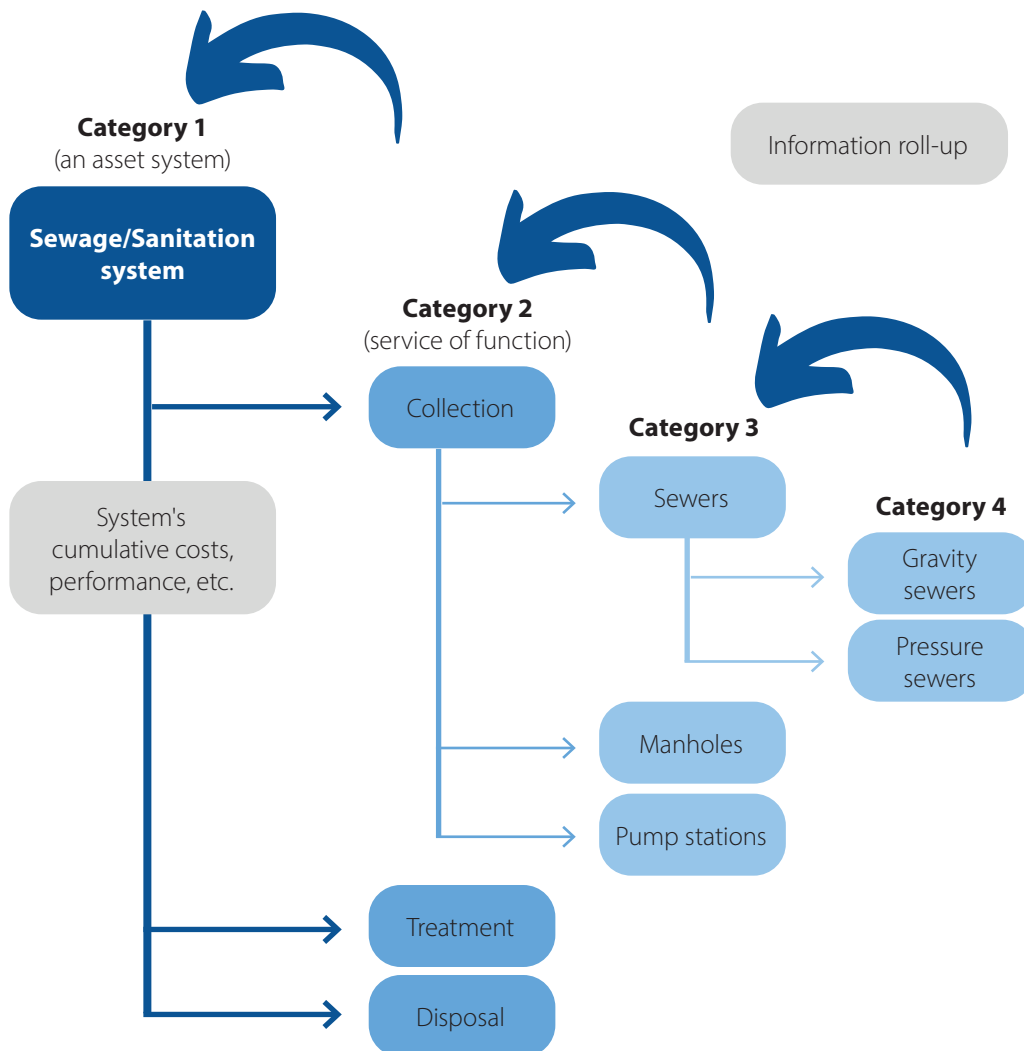 Category 1
(an asset system)
Information roll-up
Sewage/Sanitation
system
Category 2
(service of function)
Collection
Category 3
Sewers
Category 4
System's
cumulative costs,
performance, etc.
Gravity
sewers
Pressure
sewers
Manholes
Pump stations
Treatment
Disposal